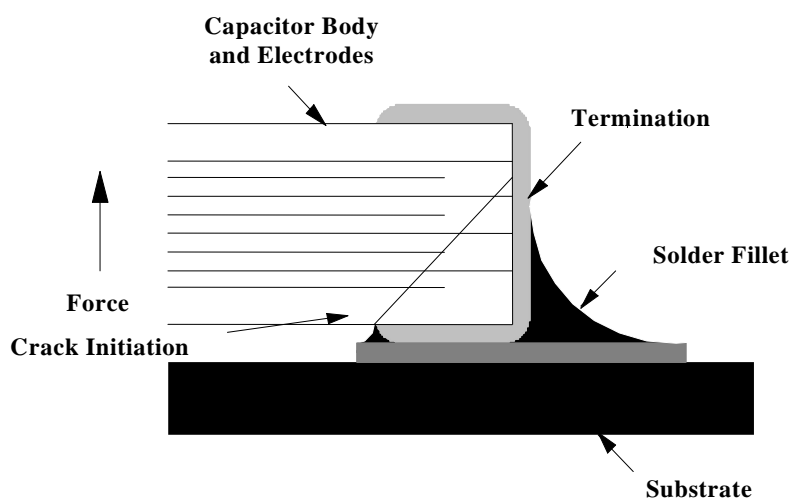 Capacitor Body
and Electrodes
Termination
Solder Fillet
Force
Crack Initiation
Substrate